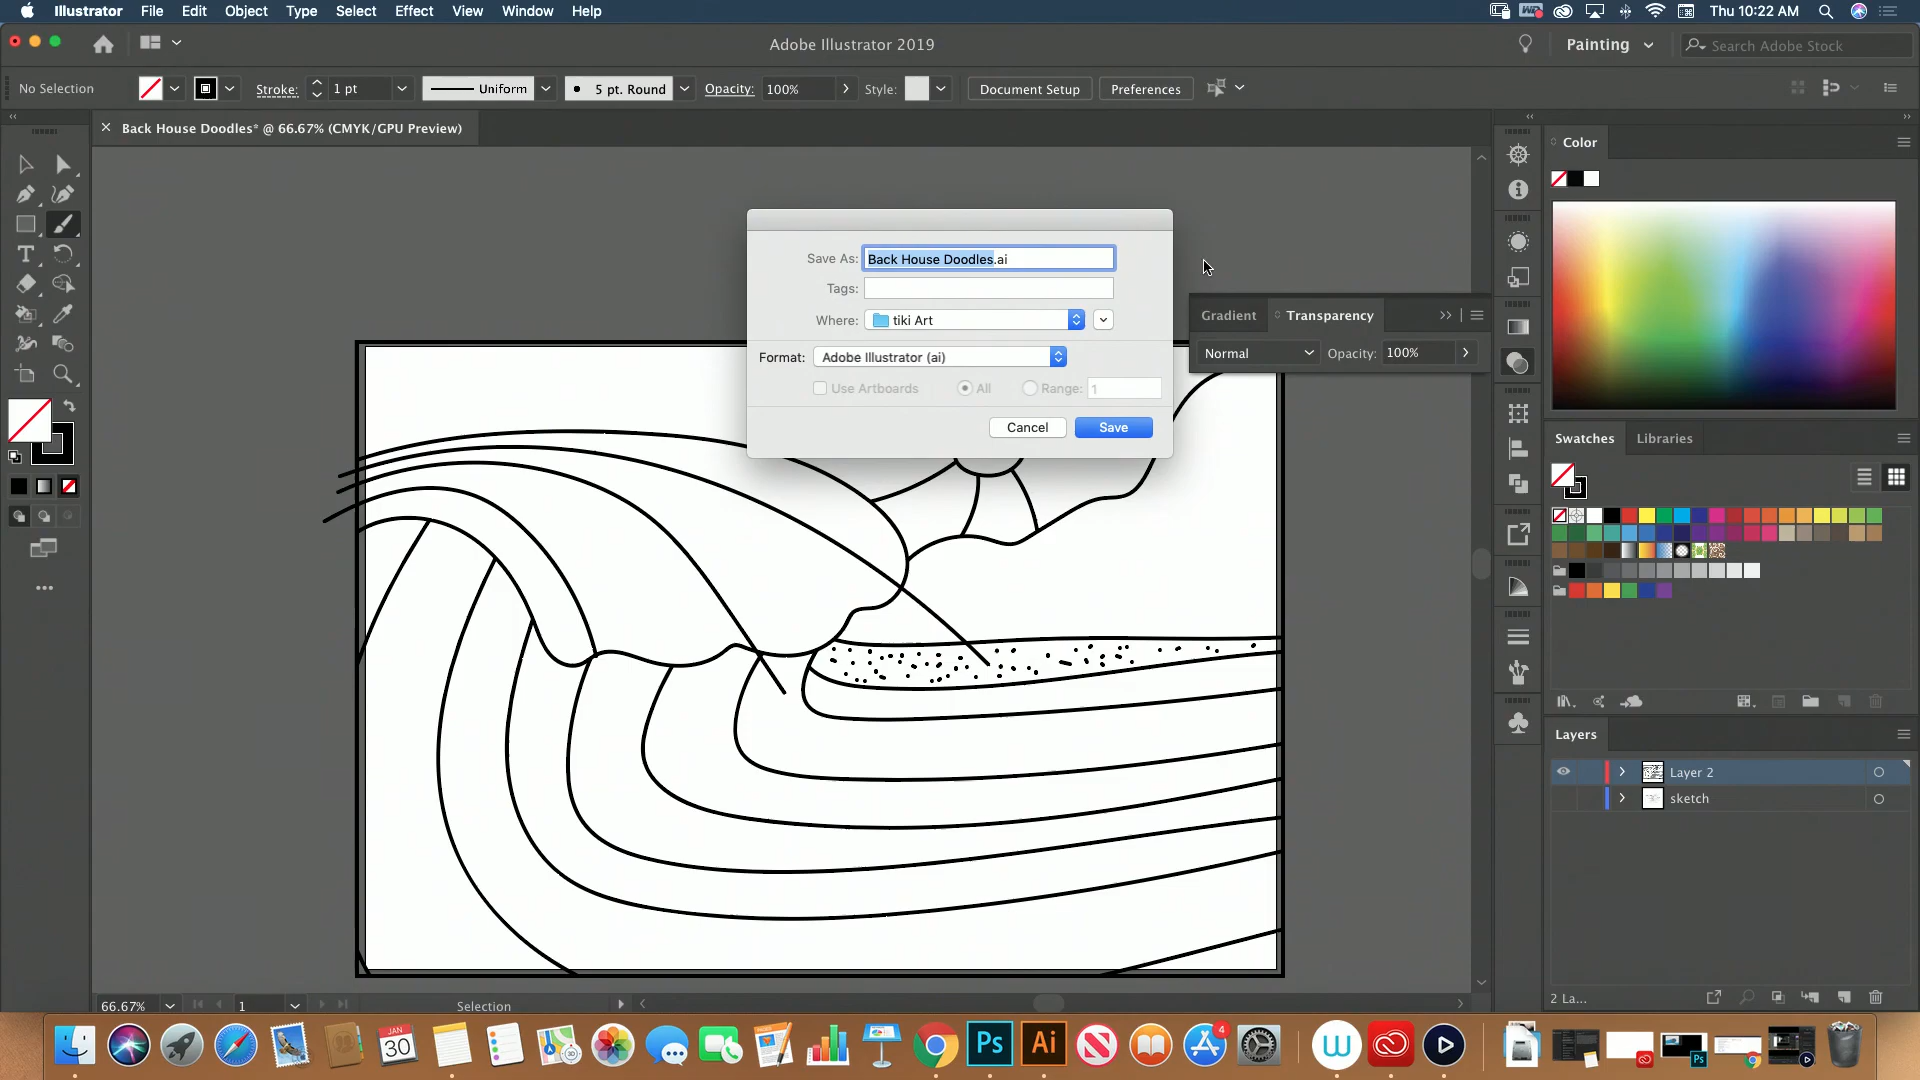 Illustrator File Edit Object Type Select Effect View Window Help
Thu 10:22 AM
Adobe Illustrator 2019
Painting
Search Adobe Stock
No Selection
Stroke: 1 pt
Uniform
5 pt. Round
Opacity: 100%
Style:
Document Setup
Preferences
Back House Doodles* @ 66.67% (CMYK/GPU Preview)
Color
Save As: Back House Doodles.ai
Tags:
Where: tiki Art
Format: Adobe Illustrator (ai)
Use Artboards All Range: 1
Cancel Save
Gradient Transparency
Normal Opacity: 100%
Swatches Libraries
Layers
Layer 2
sketch
2 La...
66.67% 1 Selection
JAN
30
4
Ps
Ai